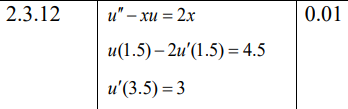 2.3.12 u″ – xu = 2x 0.01
u(1.5) – 2u′(1.5) = 4.5
u′(3.5) = 3